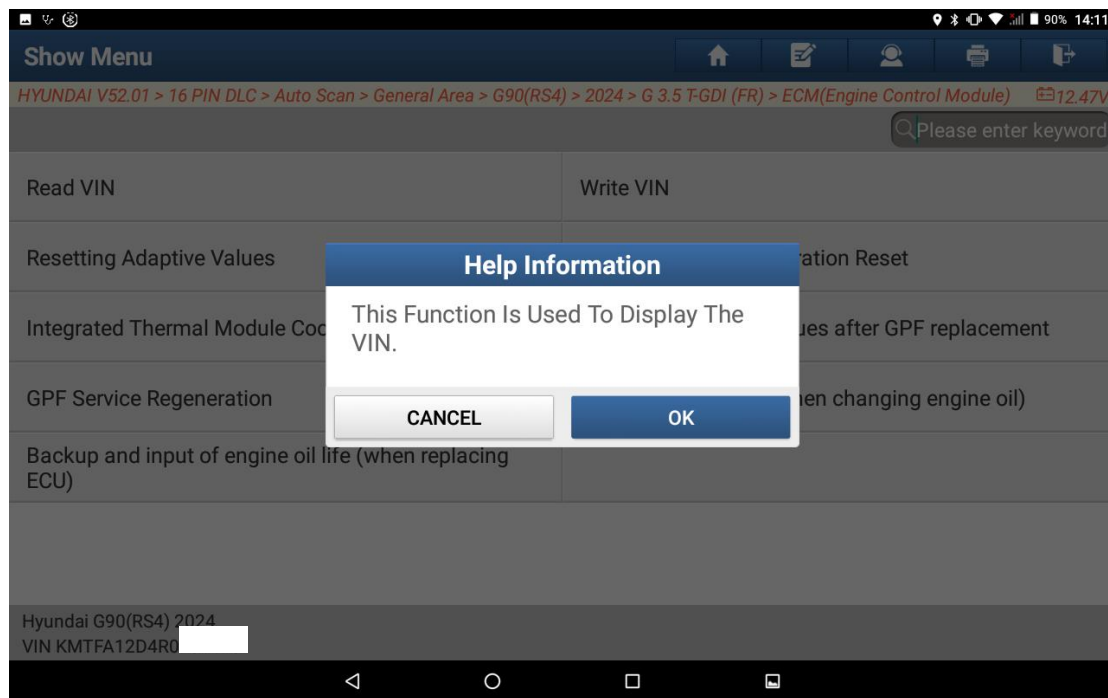 90% 14:11
Show Menu
HYUNDAI V52.01 > 16 PIN DLC > Auto Scan > General Area > G90(RS4) > 2024 > G 3.5 T-GDI (FR) > ECM(Engine Control Module) 12.47V
Please enter keyword
Read VIN
Write VIN
Resetting Adaptive Values
ration Reset
Integrated Thermal Module Coo
ues after GPF replacement
GPF Service Regeneration
en changing engine oil)
Backup and input of engine oil life (when replacing
ECU)
Help Information
This Function Is Used To Display The
VIN.
CANCEL
OK
Hyundai G90(RS4) 2024
VIN KMTFA12D4R0